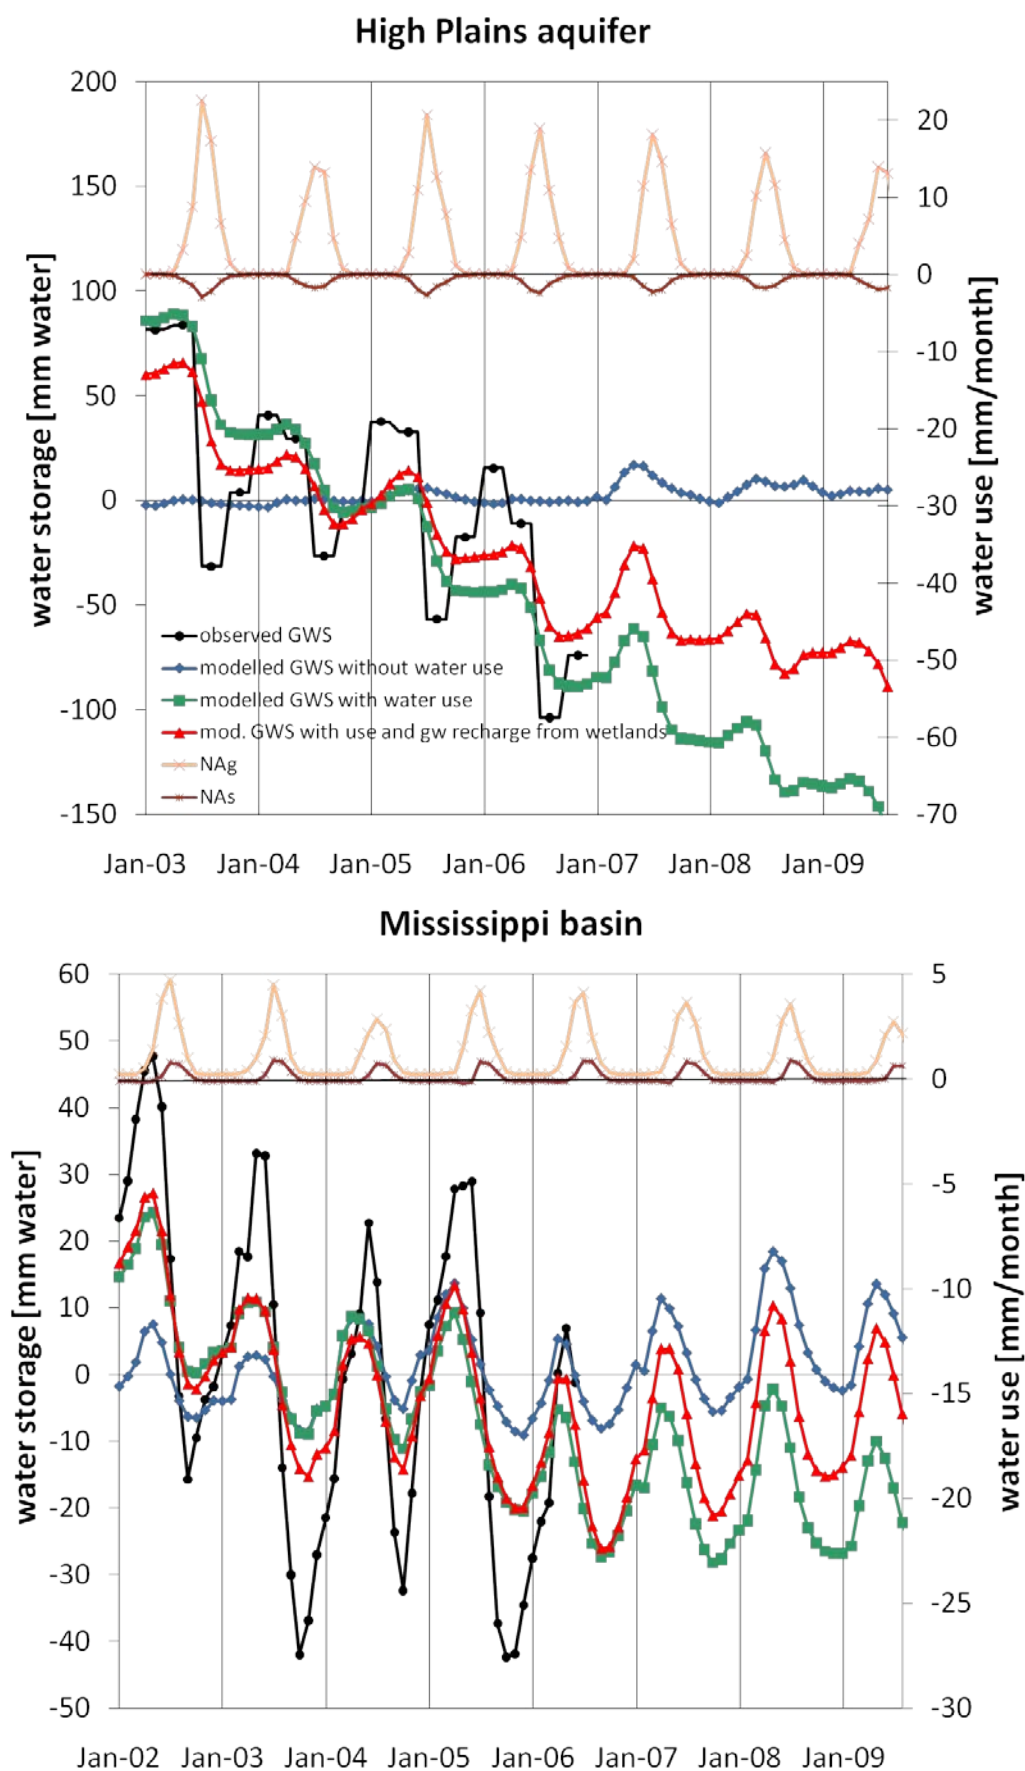 High Plains aquifer
200
150
100
50
0
-50
-100
-150
water storage [mm water]
20
10
0
-10
-20
-30
-40
-50
-60
-70
water use [mm/month]
observed GWS
modelled GWS without water use
modelled GWS with water use
mod. GWS with use and gw recharge from wetlands
NAg
NAs
Jan-03 Jan-04 Jan-05 Jan-06 Jan-07 Jan-08 Jan-09
Mississippi basin
60
50
40
30
20
10
0
-10
-20
-30
-40
-50
water storage [mm water]
5
0
-5
-10
-15
-20
-25
-30
water use [mm/month]
Jan-02 Jan-03 Jan-04 Jan-05 Jan-06 Jan-07 Jan-08 Jan-09